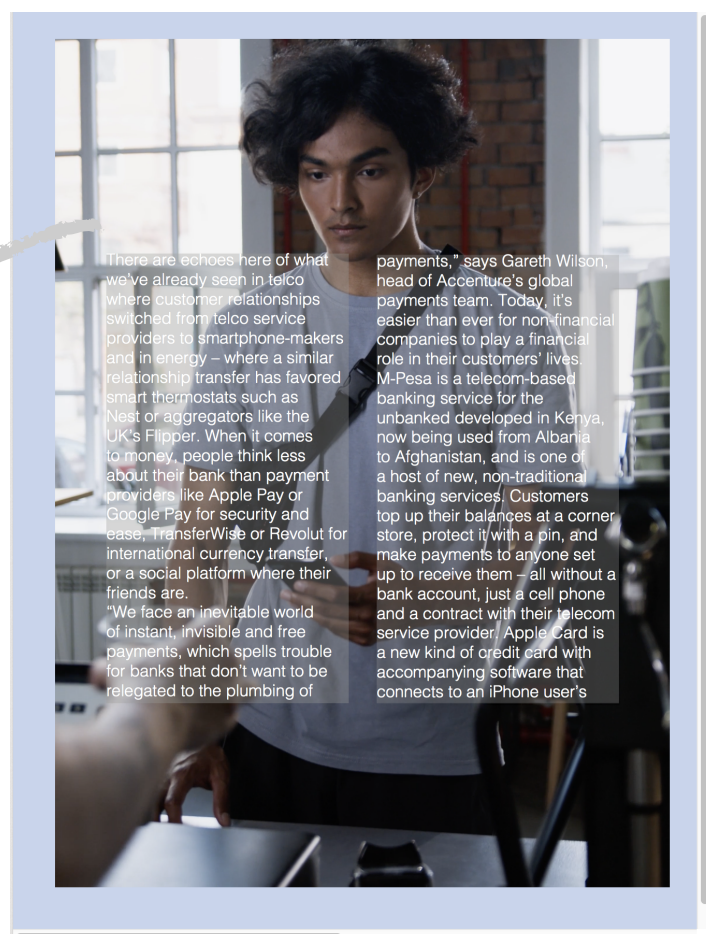 There are echoes here of what
we've already seen in telco
where customer relationships
switched from telco service
providers to smartphone-makers
and in energy – where a similar
relationship transfer has favored
smart thermostats such as
Nest or aggregators like the
UK's Flipper. When it comes
to money, people think less
about their bank than payment
providers like Apple Pay or
Google Pay for security and
ease, TransferWise or Revolut for
international currency transfer,
or a social platform where their
friends are.
“We face an inevitable world
of instant, invisible and free
payments, which spells trouble
for banks that don't want to be
relegated to the plumbing of
payments,” says Gareth Wilson,
head of Accenture's global
payments team. Today, it's
easier than ever for non-financial
companies to play a financial
role in their customers' lives.
M-Pesa is a telecom-based
banking service for the
unbanked developed in Kenya,
now being used from Albania
to Afghanistan, and is one of
a host of new, non-traditional
banking services. Customers
top up their balances at a corner
store, protect it with a pin, and
make payments to anyone set
up to receive them – all without a
bank account, just a cell phone
and a contract with their telecom
service provider. Apple Card is
a new kind of credit card with
accompanying software that
connects to an iPhone user's